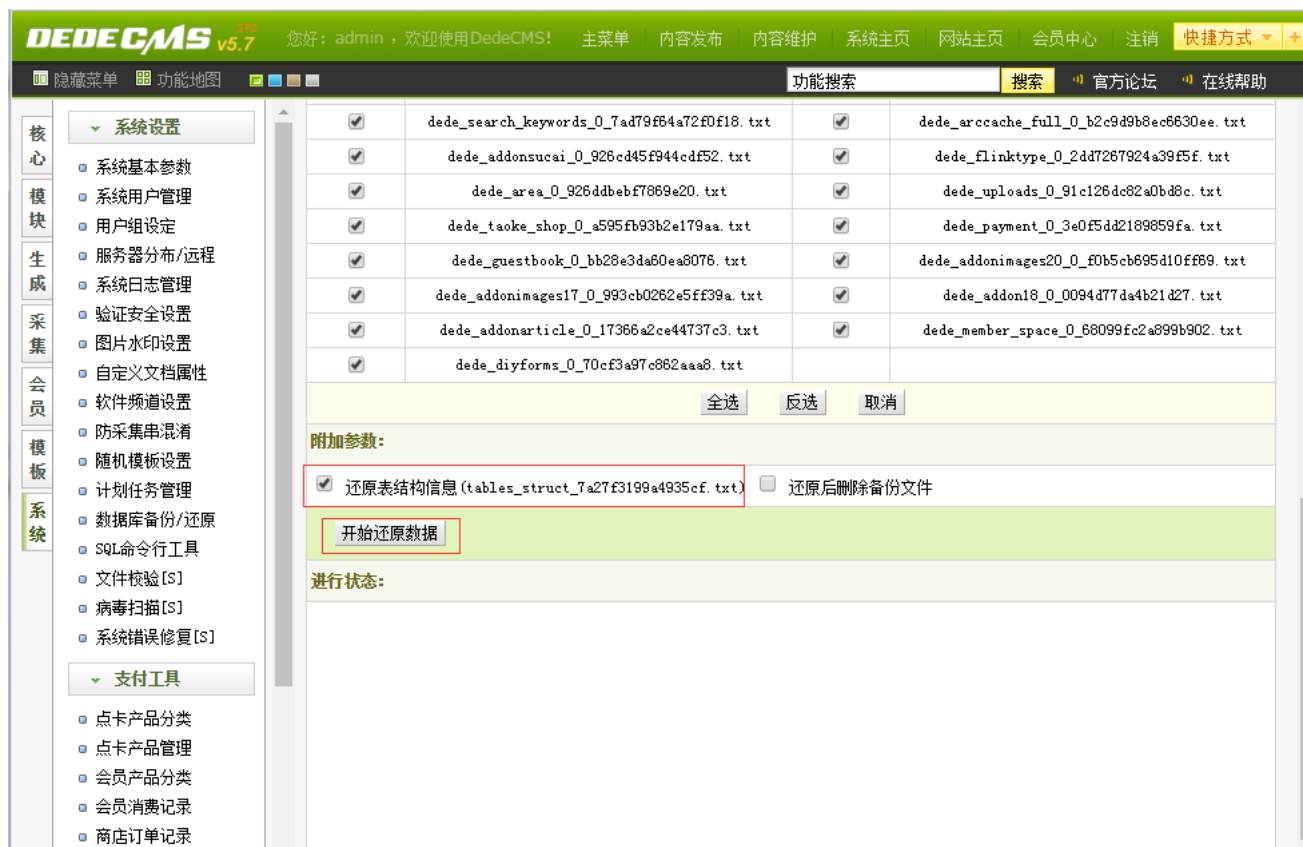 DEDECMS v5.7 SP2 您好：admin，欢迎使用DedeCMS! 主菜单 内容发布 内容维护 系统主页 网站主页 会员中心 注销 快捷方式 +
隐藏菜单 功能地图 功能搜索 搜索 官方论坛 在线帮助
核心
模块
生成
采集
会员
模板
系统
系统设置
系统基本参数
系统用户管理
用户组设定
服务器分布/远程
系统日志管理
验证安全设置
图片水印设置
自定义文档属性
软件频道设置
防采集串混淆
随机模板设置
计划任务管理
数据库备份/还原
SQL命令行工具
文件校验[S]
病毒扫描[S]
系统错误修复[S]
支付工具
点卡产品分类
点卡产品管理
会员产品分类
会员消费记录
商店订单记录
dede_search_keywords_0_7ad79f64a72f0f18.txt dede_arccache_full_0_b2c9d9b8ec6630ee.txt
dede_addonsucai_0_926cd45f944cdf52.txt dede_flinktype_0_2dd7267924a39f5f.txt
dede_area_0_926ddbebf7869e20.txt dede_uploads_0_91c126dc82a0bd8c.txt
dede_taoke_shop_0_a595fb93b2e179aa.txt dede_payment_0_3e0f5dd2189859fa.txt
dede_guestbook_0_bb28e3da60ea8076.txt dede_addonimages20_0_f0b5cb695d10ff69.txt
dede_addonimages17_0_993cb0262e5ff39a.txt dede_addon18_0_0094d77da4b21d27.txt
dede_addonarticle_0_17366a2ce44737c3.txt dede_member_space_0_68099fc2a899b902.txt
dede_diyforms_0_70cf3a97c862aaa8.txt
全选 反选 取消
附加参数：
还原表结构信息(tables_struct_7a27f3199a4935cf.txt) 还原后删除备份文件
开始还原数据
进行状态：